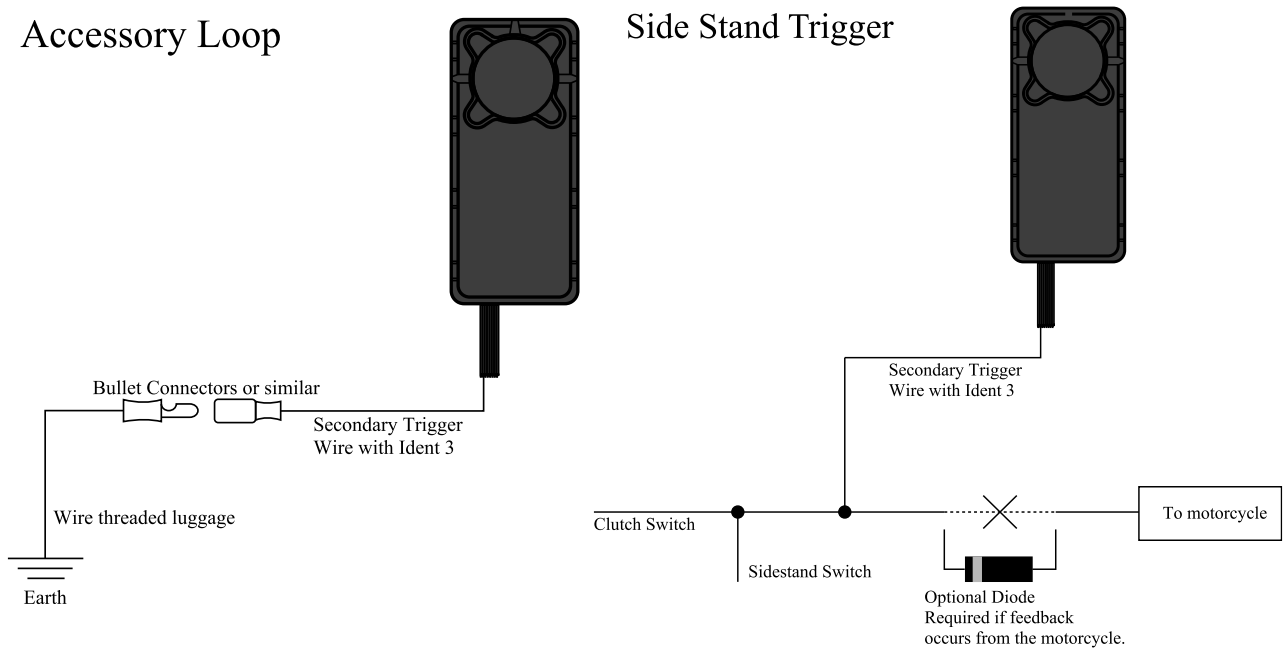 Accessory Loop
Bullet Connectors or similar
Secondary Trigger
Wire with Ident 3
Wire threaded luggage
Earth
Side Stand Trigger
Secondary Trigger
Wire with Ident 3
Clutch Switch
To motorcycle
Sidestand Switch
Optional Diode
Required if feedback
occurs from the motorcycle.